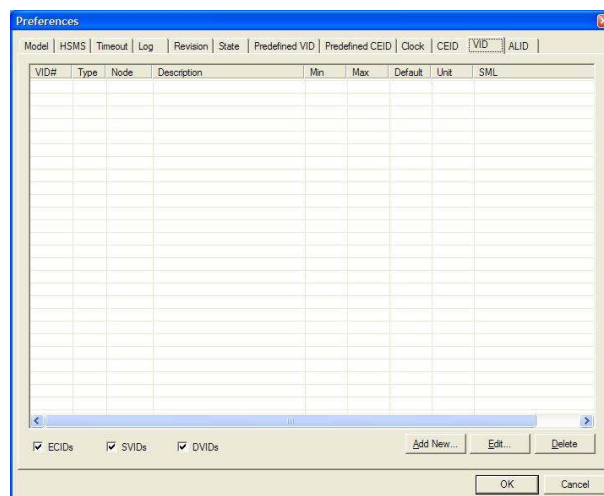 Preferences
Model HSMS Timeout Log Revision State Predefined VID Predefined CEID Clock CEID VID ALID
VID# Type Node Description Min Max Default Unit SML
ECIDs SVIDs DVIDs Add New... Edit... Delete
OK Cancel